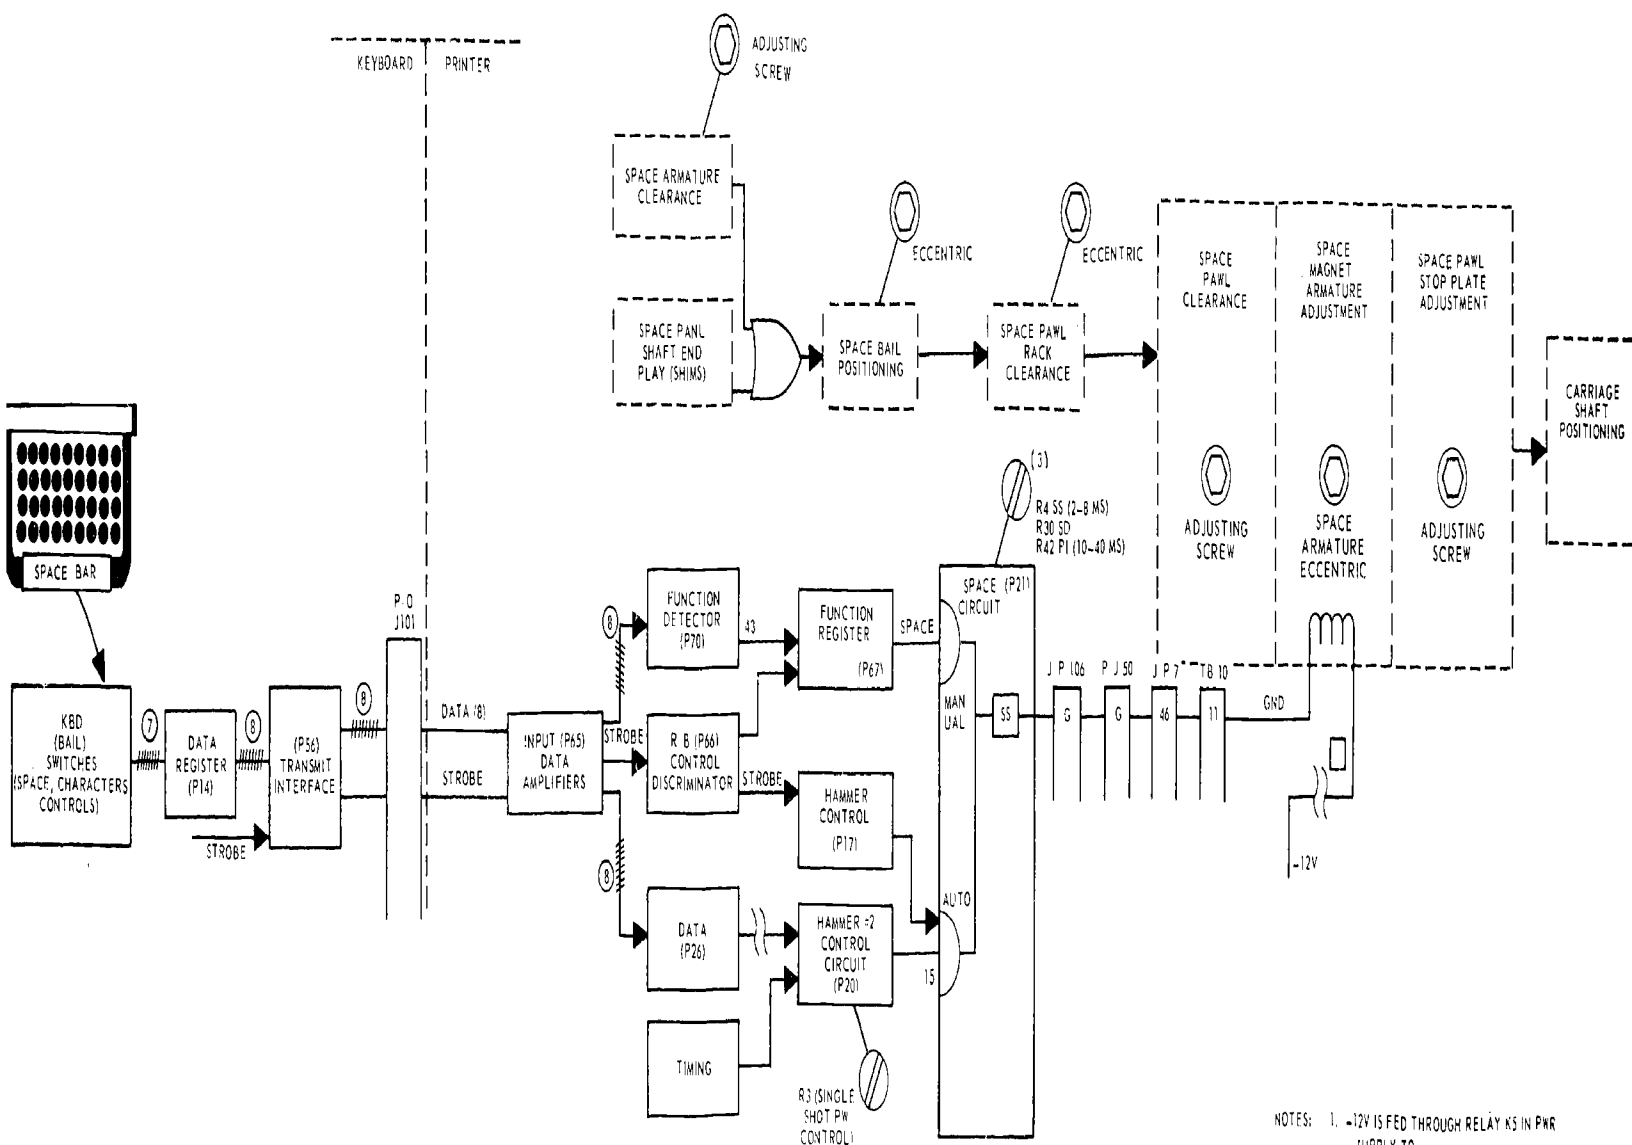 KEYBOARD
PRINTER
ADJUSTING
SCREW
SPACE ARMATURE
CLEARANCE
ECCENTRIC
ECCENTRIC
SPACE PANL
SHAFT END
PLAY (SHIMS)
SPACE BAIL
POSITIONING
SPACE PAWL
RACK
CLEARANCE
SPACE
PAWL
CLEARANCE
SPACE
MAGNET
ARMATURE
ADJUSTMENT
SPACE PAWL
STOP PLATE
ADJUSTMENT
CARRIAGE
SHAFT
POSITIONING
ADJUSTING
SCREW
SPACE
ARMATURE
ECCENTRIC
ADJUSTING
SCREW
(3)
R4 SS (2-8 MS)
R30 SD
R42 PI (10-40 MS)
SPACE BAR
KBD
(BAIL)
SWITCHES
(SPACE, CHARACTERS
CONTROLS)
7
DATA
REGISTER
(P14)
8
(P56)
TRANSMIT
INTERFACE
STROBE
8
P-O
J101
DATA (8)
STROBE
INPUT (P65)
DATA
AMPLIFIERS
8
STROBE
8
FUNCTION
DETECTOR
(P70)
43
R B (P66)
CONTROL
DISCRIMINATOR
STROBE
DATA
(P26)
TIMING
FUNCTION
REGISTER
(P67)
SPACE
HAMMER
CONTROL
(P17)
HAMMER =2
CONTROL
CIRCUIT
(P20)
15
R3 (SINGLE
SHOT PW
CONTROL)
SPACE (P21)
CIRCUIT
MAN
UAL
AUTO
SS
J P 106
G
P J 50
G
J P 7
46
TB 10
11
GND
-12V
NOTES: 1. -12V IS FED THROUGH RELAY K5 IN PWR
SUPPLY TO